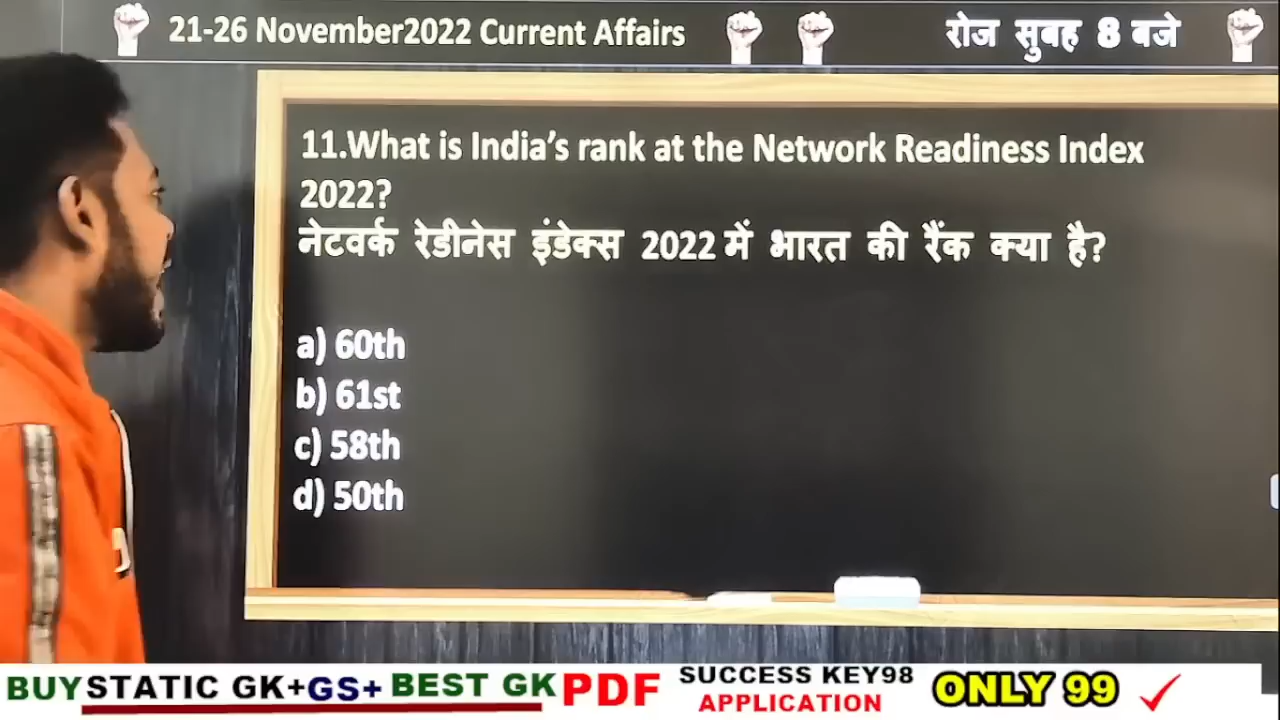 21-26 November2022 Current Affairs
रोज सुबह 8 बजे
11.What is India’s rank at the Network Readiness Index
2022?
नेटवर्क रेडीनेस इंडेक्स 2022 में भारत की रैंक क्या है?
a) 60th
b) 61st
c) 58th
d) 50th
BUY STATIC GK+GS+ BEST GK PDF
SUCCESS KEY98
APPLICATION
ONLY 99